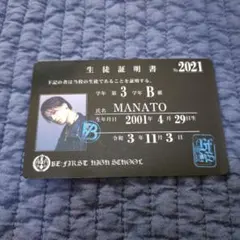 生徒証明書 No.2021
下記の者は当校の生徒であることを証明する。
学年 第 3 学年 B 組
氏名 MANATO
生年月日 2001年 4月 29日生
令和 3年 11月 3日
B
BE:FIRST HIGH SCHOOL